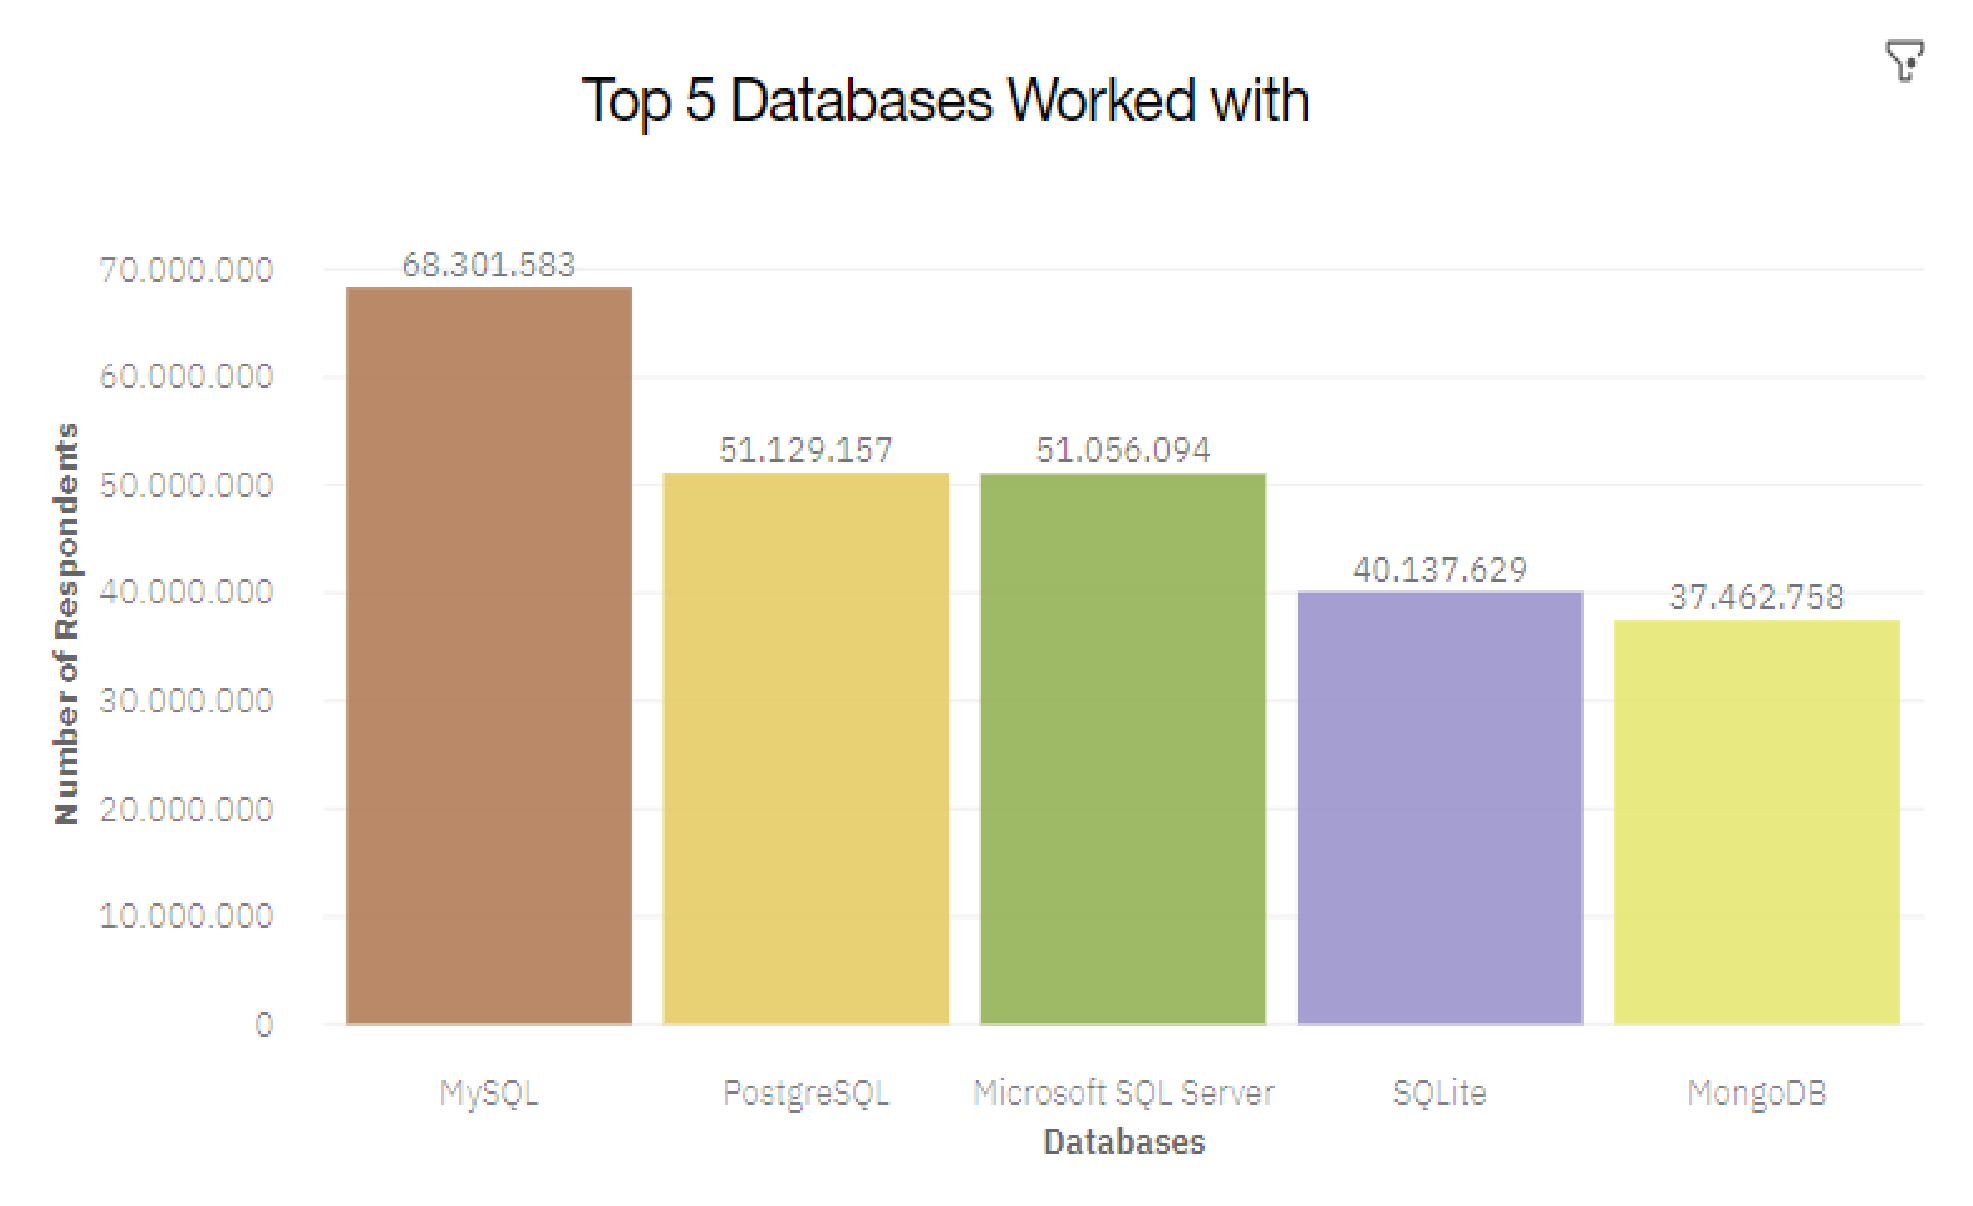 Top 5 Databases Worked with
Number of Respondents
70.000.000
60.000.000
50.000.000
40.000.000
30.000.000
20.000.000
10.000.000
0
68.301.583
51.129.157
51.056.094
40.137.629
37.462.758
MySQL
PostgreSQL
Microsoft SQL Server
SQLite
MongoDB
Databases